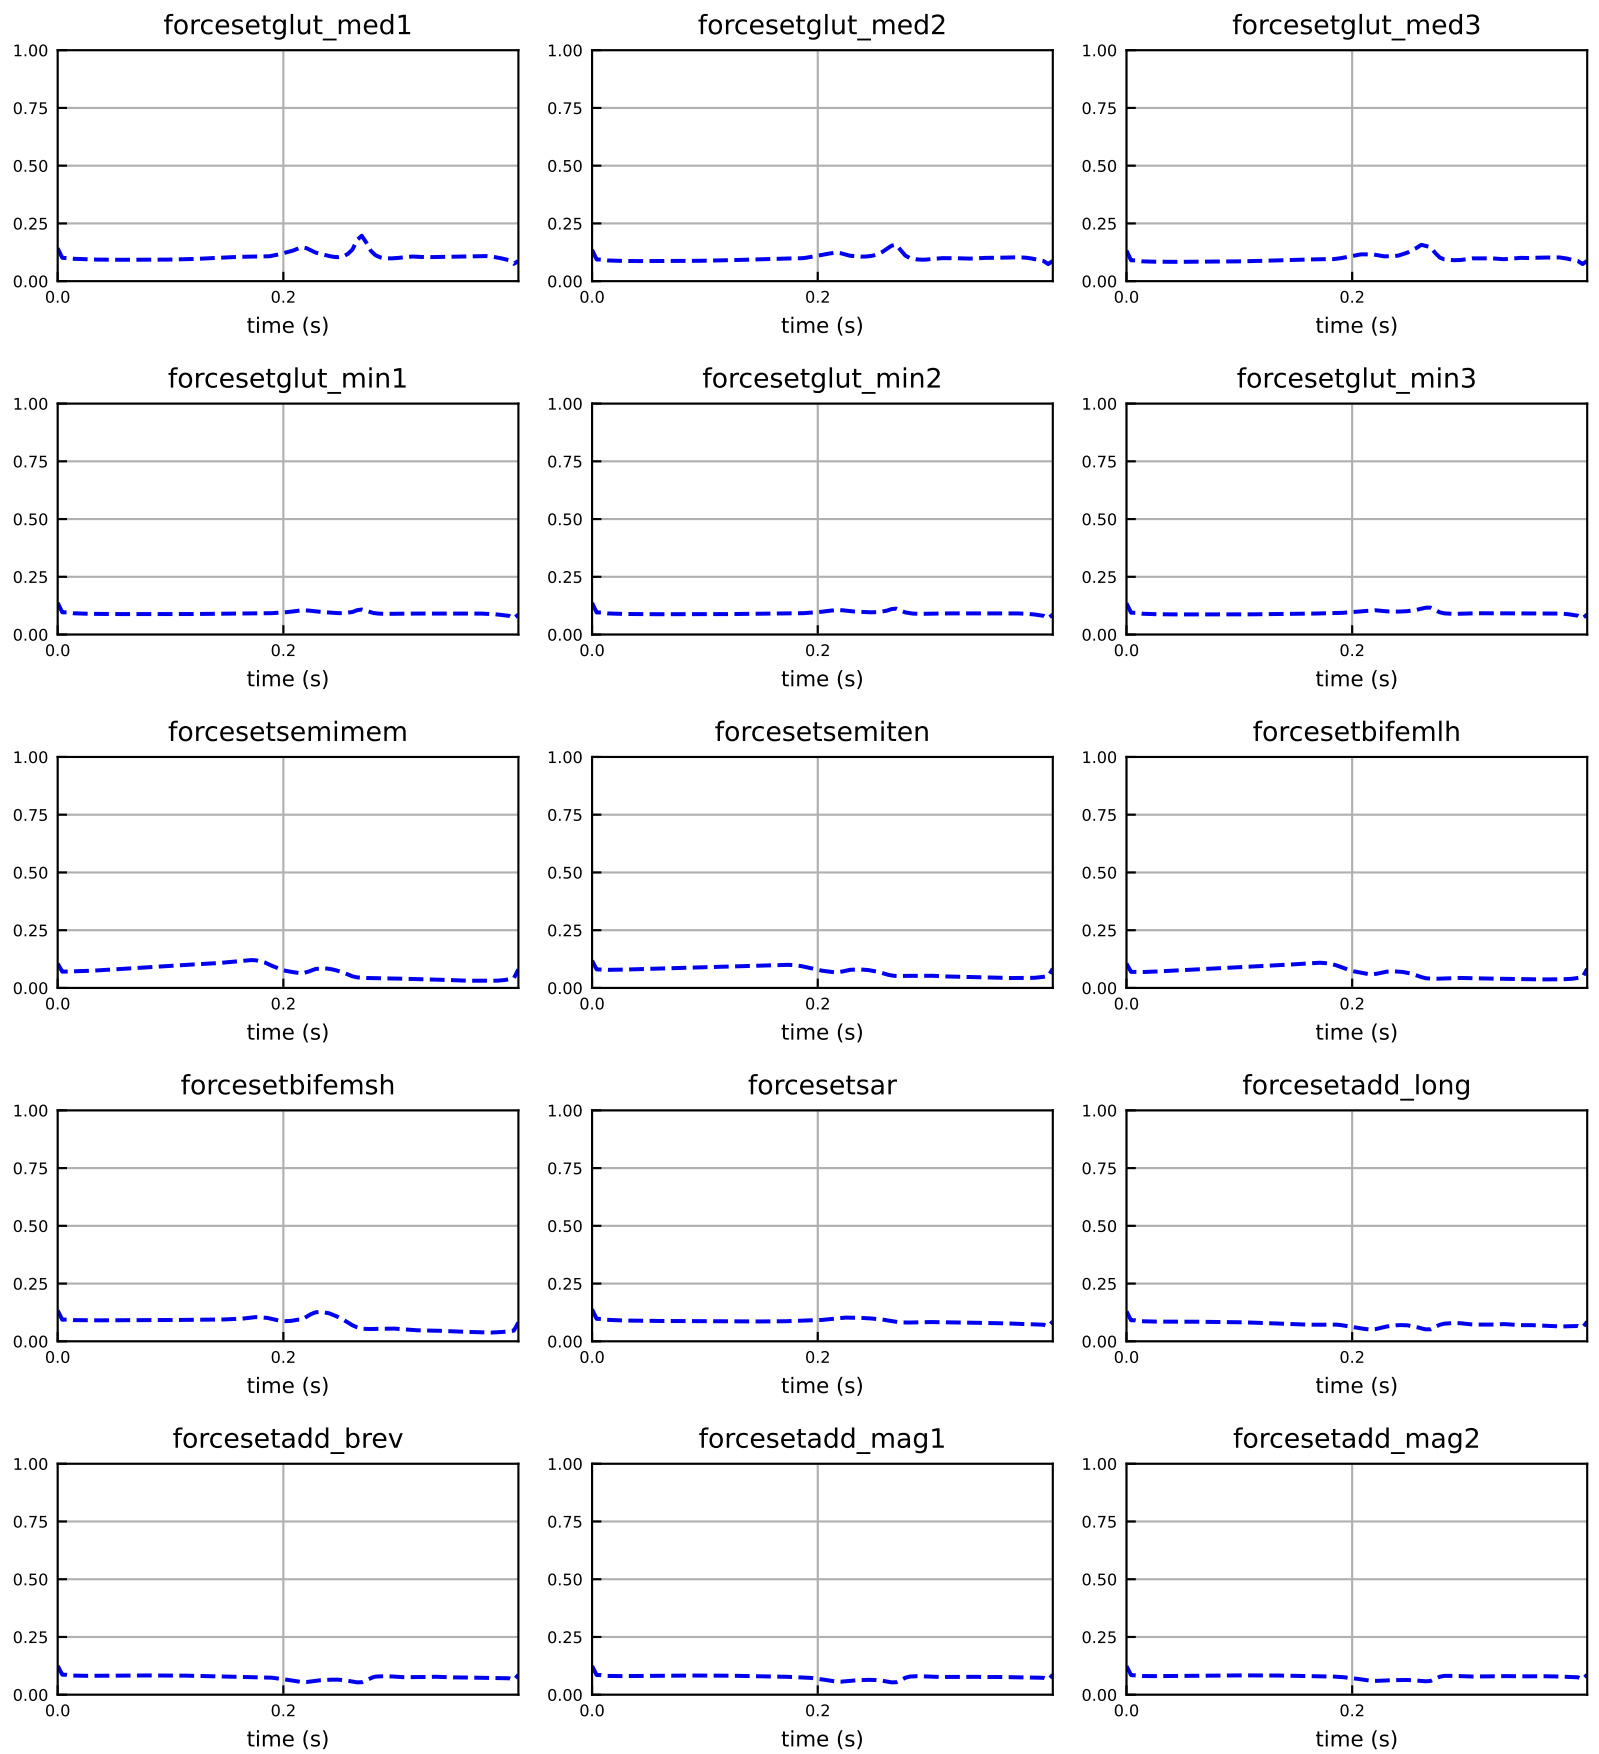 forcesetglut_med1 forcesetglut_med2 forcesetglut_med3
1.00 1.00 1.00
0.75 0.75 0.75
0.50 0.50 0.50
0.25 0.25 0.25
0.00 0.00 0.00
0.0 0.2 0.0 0.2 0.0 0.2
time (s) time (s) time (s)
forcesetglut_min1 forcesetglut_min2 forcesetglut_min3
1.00 1.00 1.00
0.75 0.75 0.75
0.50 0.50 0.50
0.25 0.25 0.25
0.00 0.00 0.00
0.0 0.2 0.0 0.2 0.0 0.2
time (s) time (s) time (s)
forcesetsemimem forcesetsemiten forcesetbifemlh
1.00 1.00 1.00
0.75 0.75 0.75
0.50 0.50 0.50
0.25 0.25 0.25
0.00 0.00 0.00
0.0 0.2 0.0 0.2 0.0 0.2
time (s) time (s) time (s)
forcesetbifemsh forcesetsar forcesetadd_long
1.00 1.00 1.00
0.75 0.75 0.75
0.50 0.50 0.50
0.25 0.25 0.25
0.00 0.00 0.00
0.0 0.2 0.0 0.2 0.0 0.2
time (s) time (s) time (s)
forcesetadd_brev forcesetadd_mag1 forcesetadd_mag2
1.00 1.00 1.00
0.75 0.75 0.75
0.50 0.50 0.50
0.25 0.25 0.25
0.00 0.00 0.00
0.0 0.2 0.0 0.2 0.0 0.2
time (s) time (s) time (s)